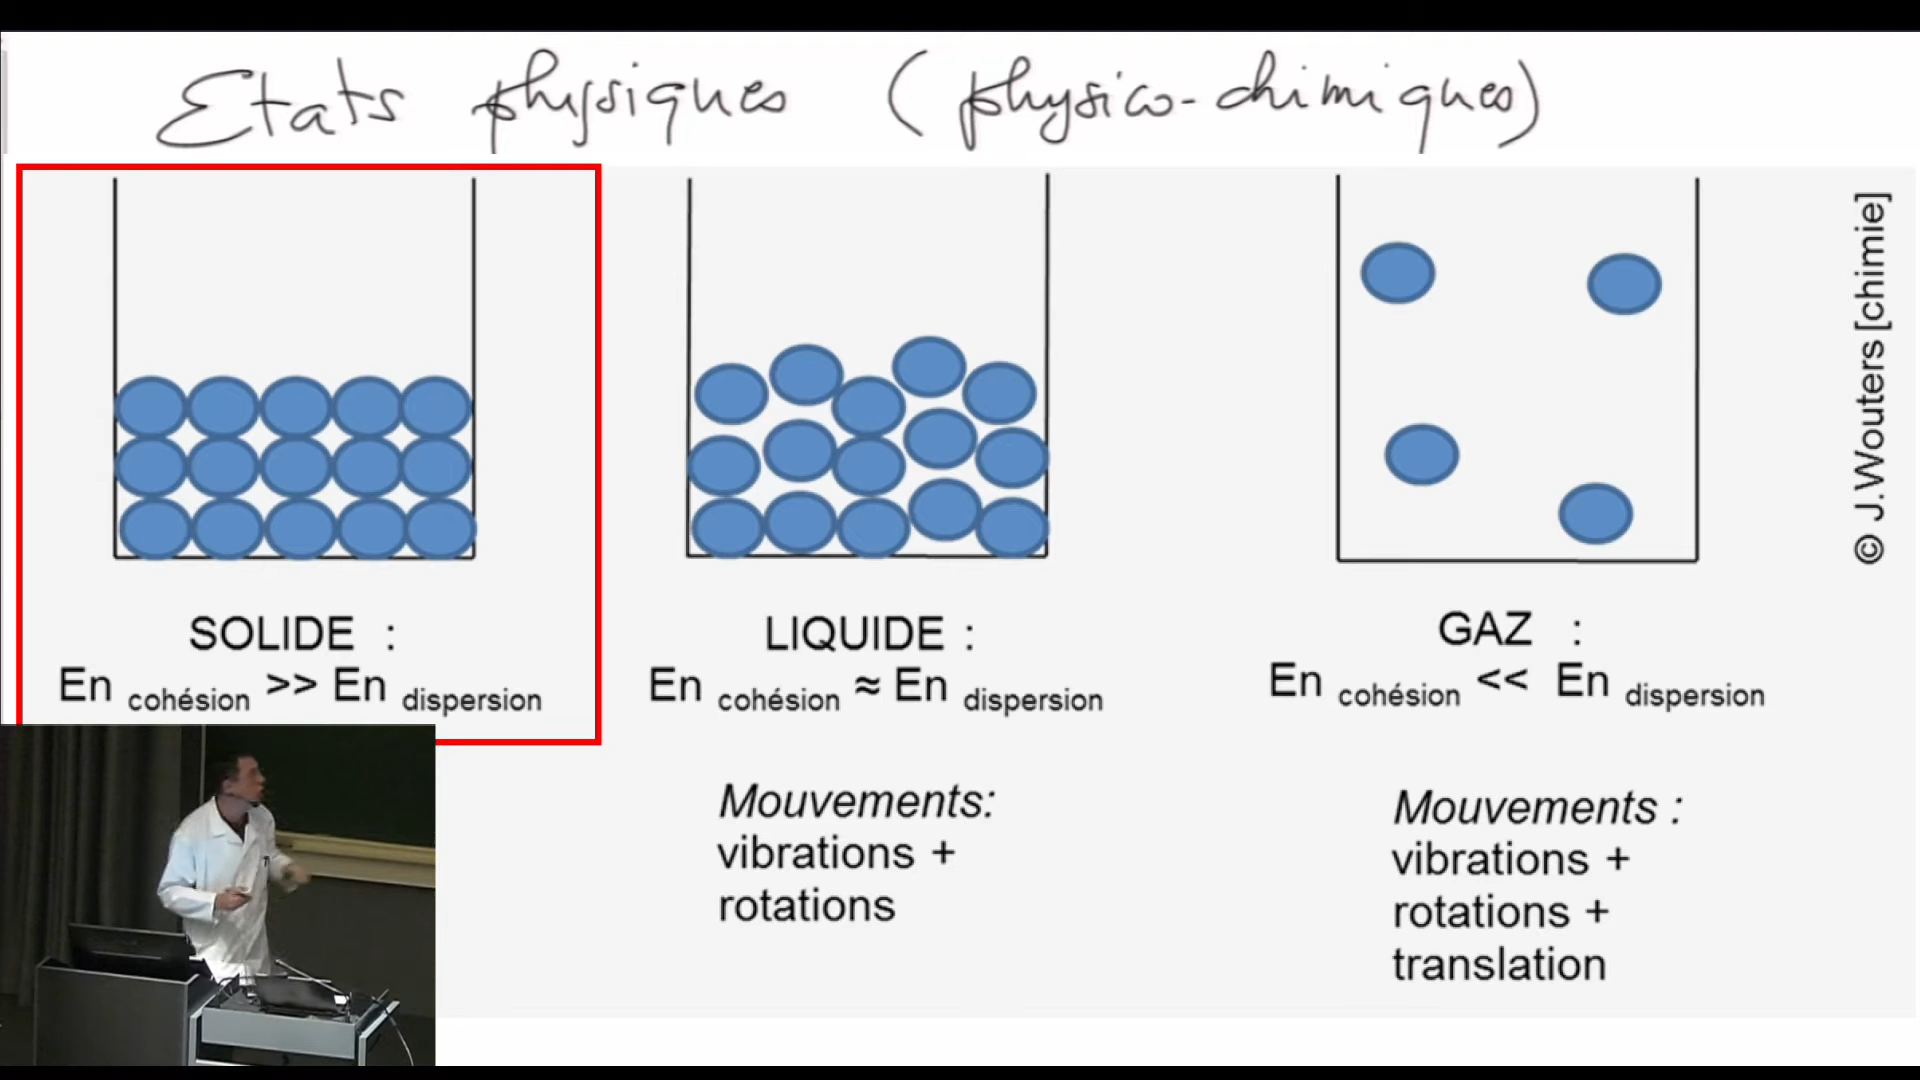 Etats physiques (physico-chimiques)
SOLIDE :
En cohésion >> En dispersion
LIQUIDE :
En cohésion ≈ En dispersion
Mouvements:
vibrations +
rotations
GAZ :
En cohésion << En dispersion
Mouvements :
vibrations +
rotations +
translation
© J.Wouters [chimie]